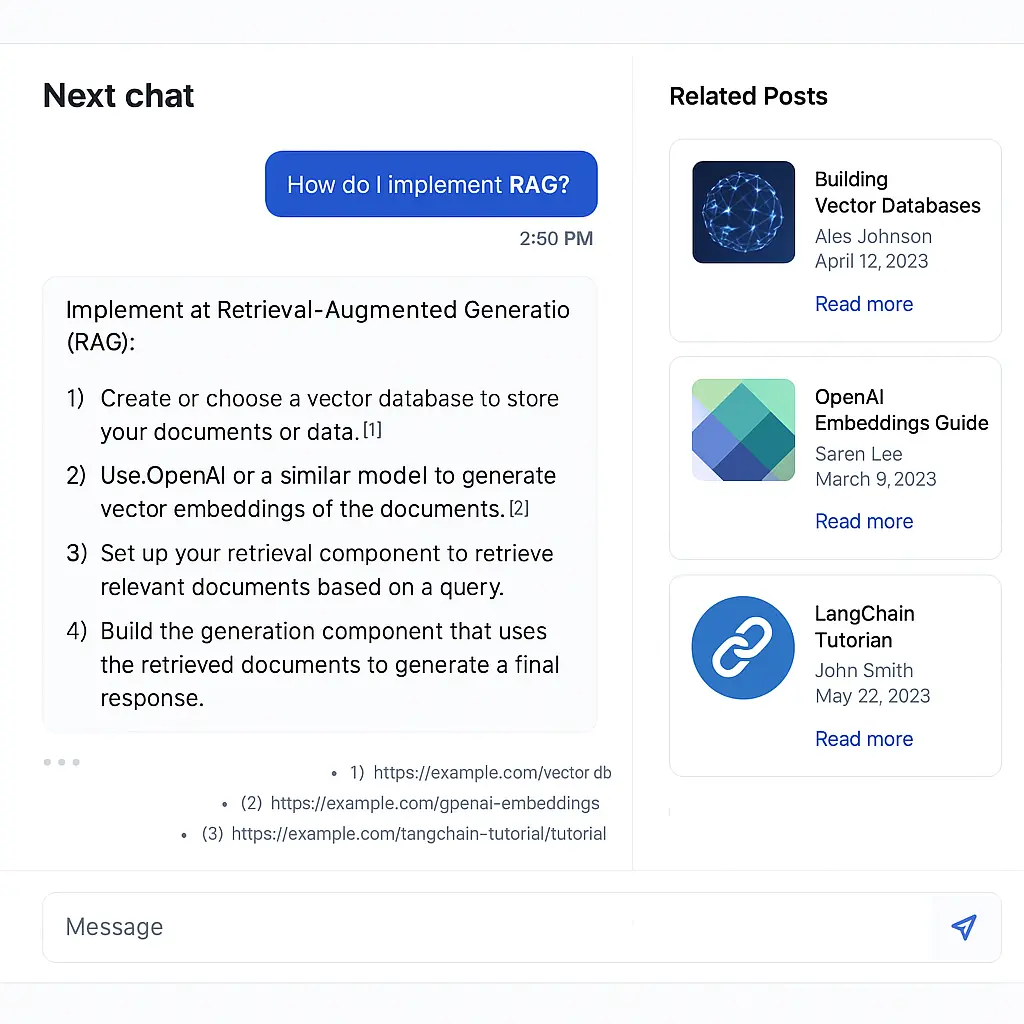 Next chat
How do I implement RAG?
2:50 PM
Implement at Retrieval-Augmented Generatio
(RAG):
1) Create or choose a vector database to store
your documents or data.[1]
2) Use.OpenAI or a similar model to generate
vector embeddings of the documents.[2]
3) Set up your retrieval component to retrieve
relevant documents based on a query.
4) Build the generation component that uses
the retrieved documents to generate a final
response.
• 1) https://example.com/vector db
• (2) https://example.com/gpenai-embeddings
• (3) https://example.com/tangchain-tutorial/tutorial
Related Posts
Building
Vector Databases
Ales Johnson
April 12, 2023
Read more
OpenAI
Embeddings Guide
Saren Lee
March 9, 2023
Read more
LangChain
Tutorian
John Smith
May 22, 2023
Read more
Message